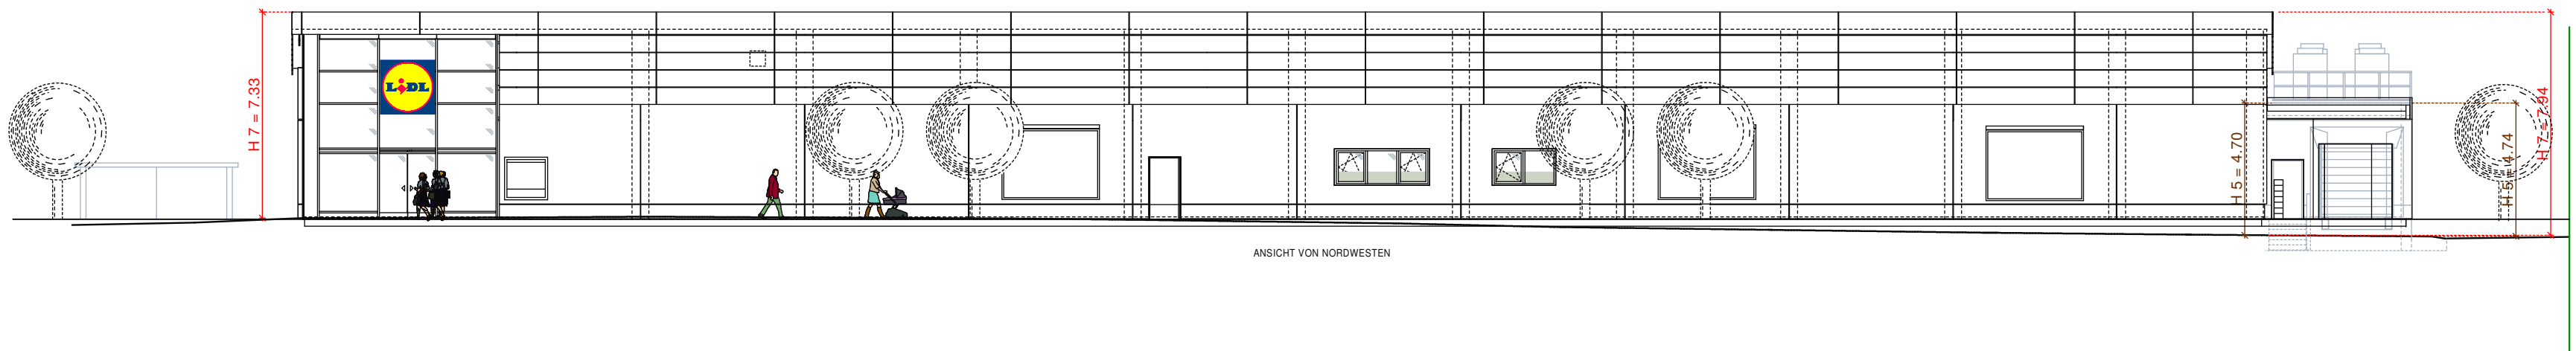 H 7 = 7.33
LIDL
H 5 = 4.70
H 5 = 4.74
H 7 = 7.94
ANSICHT VON NORDWESTEN